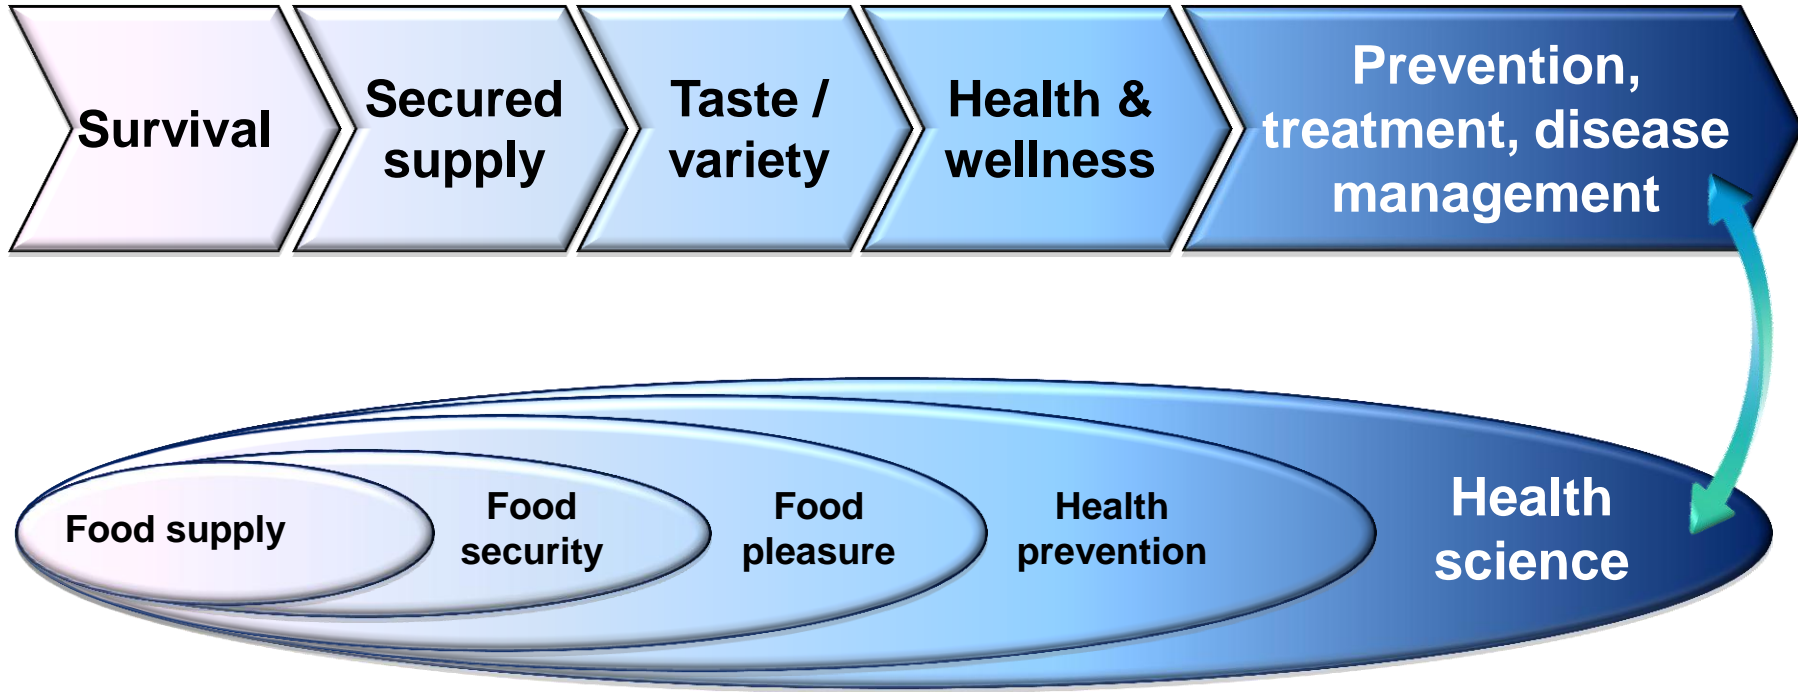 Survival
Secured
supply
Taste /
variety
Health &
wellness
Prevention,
treatment, disease
management
Food supply
Food
security
Food
pleasure
Health
prevention
Health
science